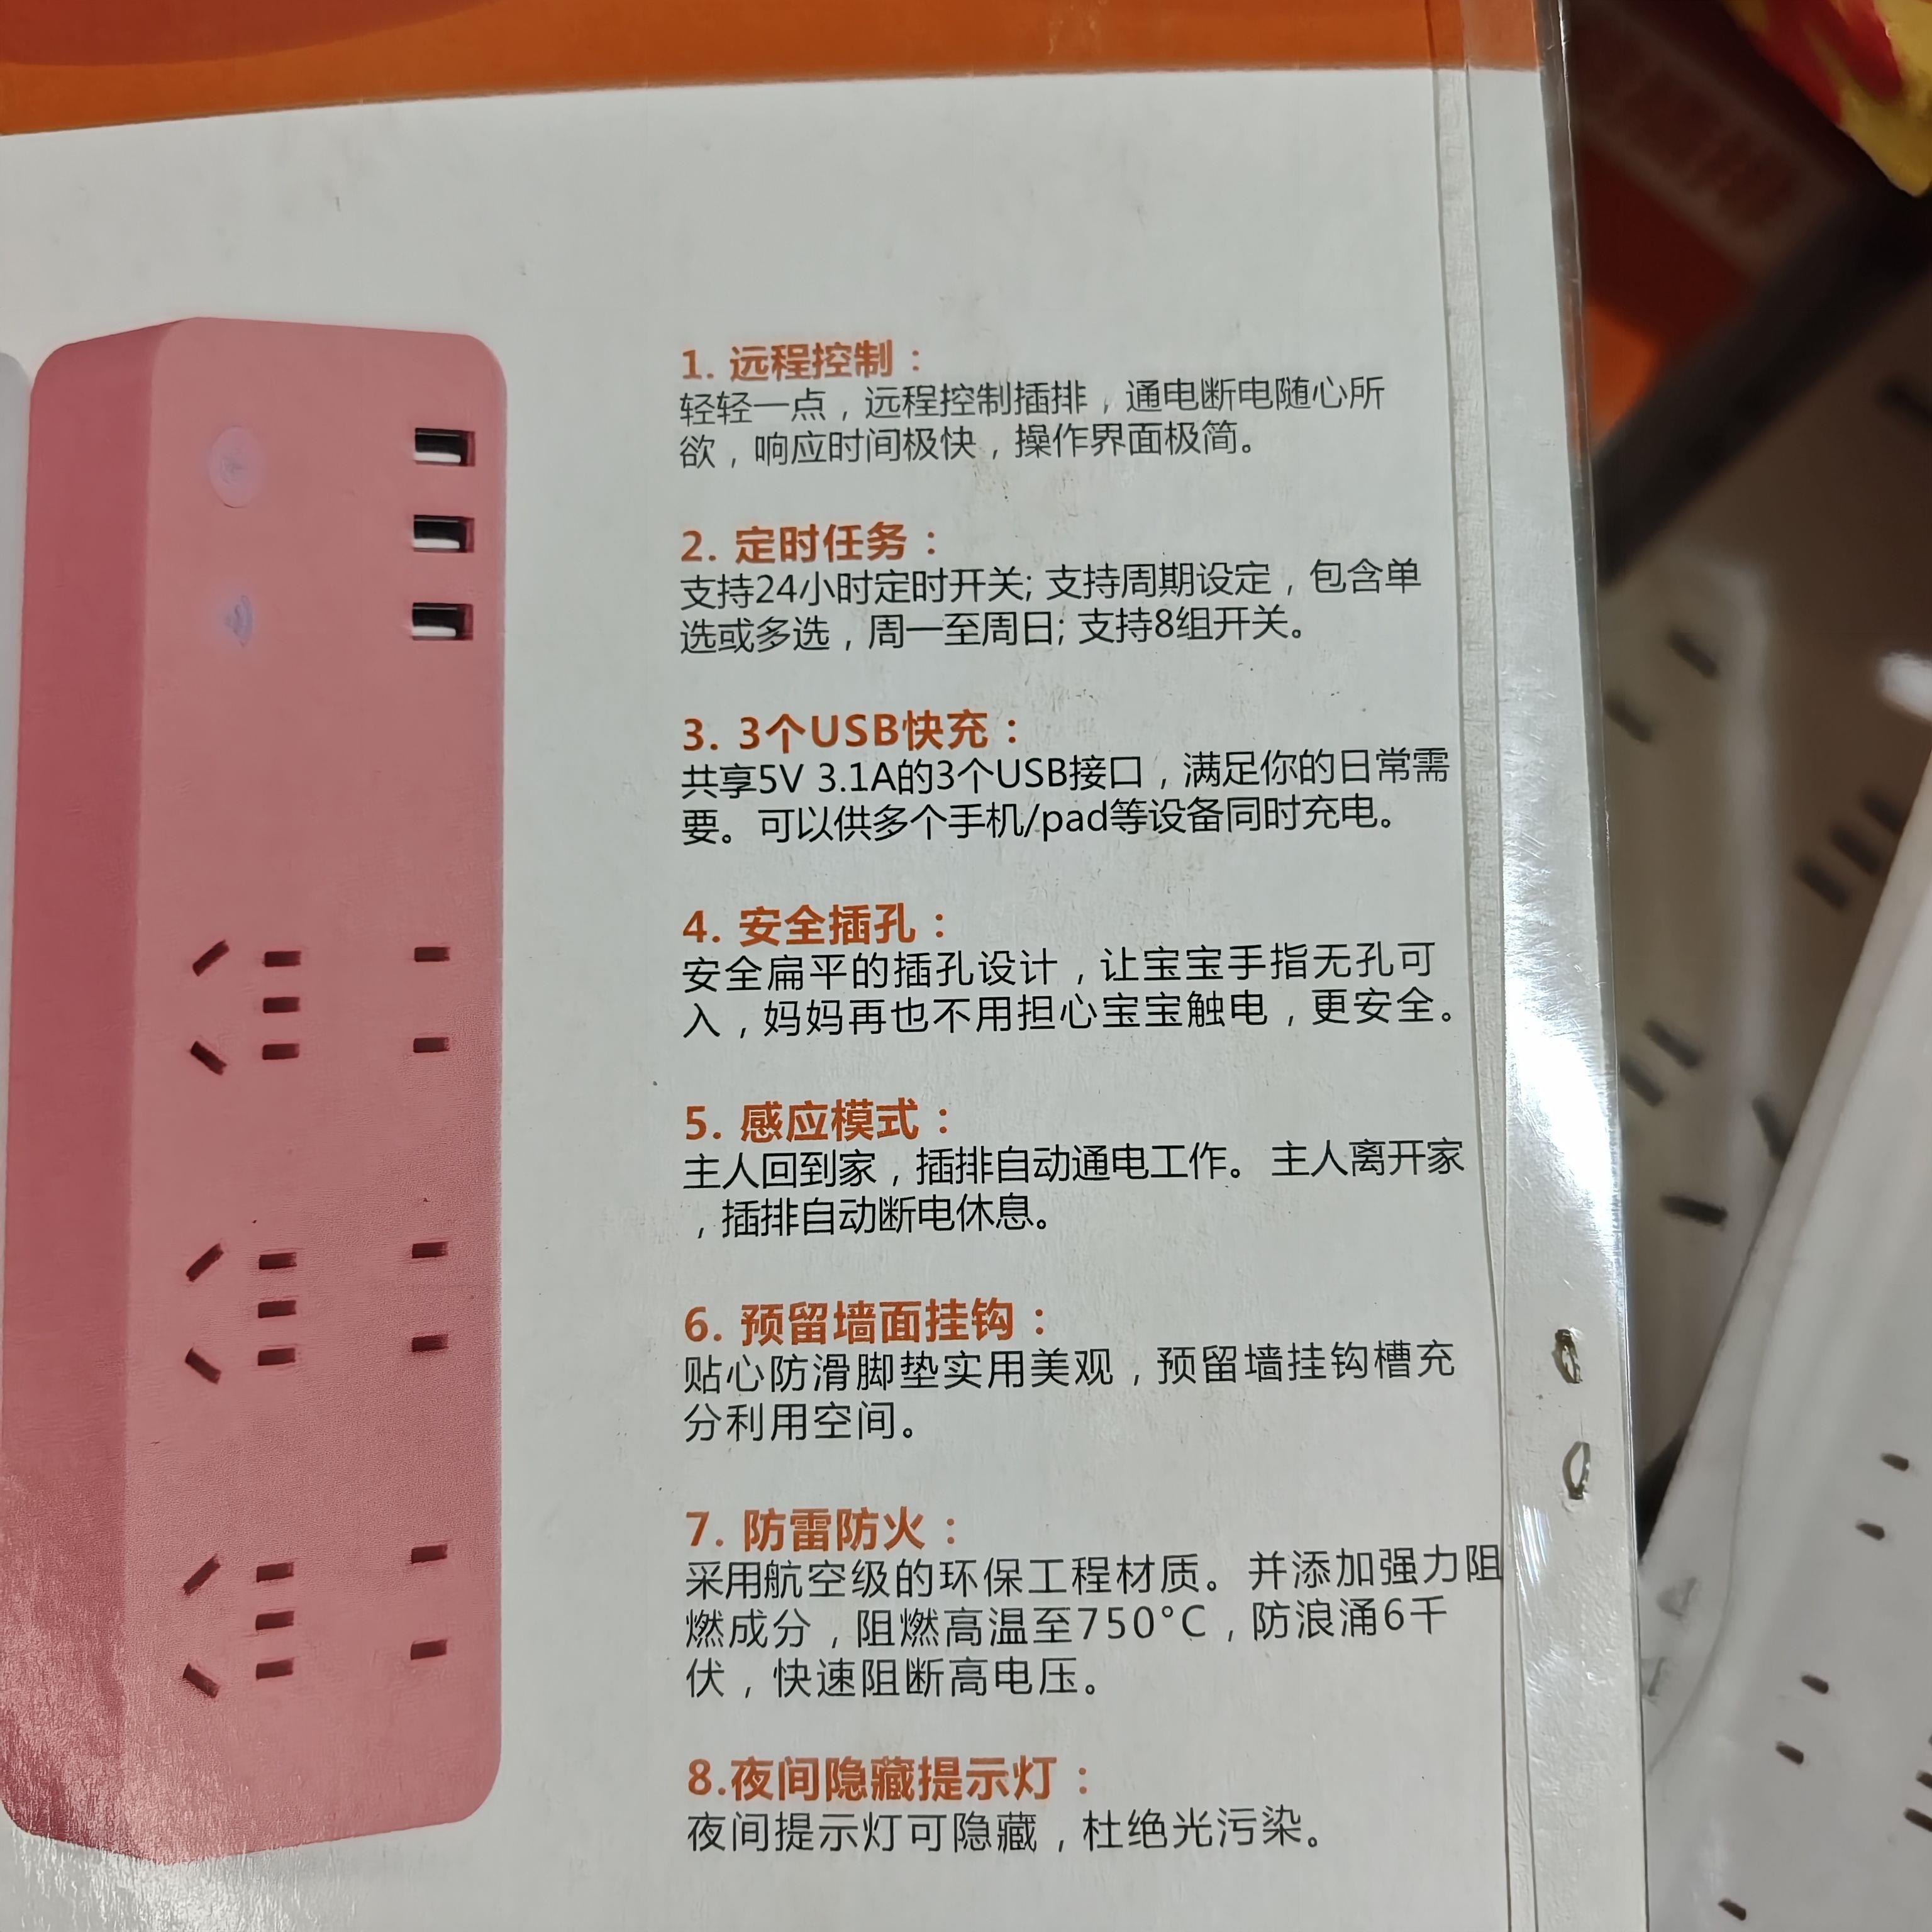 1. 远程控制：
轻轻一点，远程控制插排，通电断电随心所
欲，响应时间极快，操作界面极简。
2. 定时任务：
支持24小时定时开关; 支持周期设定，包含单
选或多选，周一至周日; 支持8组开关。
3. 3个USB快充：
共享5V 3.1A的3个USB接口，满足你的日常需
要。可以供多个手机/pad等设备同时充电。
4. 安全插孔：
安全扁平的插孔设计，让宝宝手指无孔可
入，妈妈再也不用担心宝宝触电，更安全。
5. 感应模式：
主人回到家，插排自动通电工作。主人离开家
，插排自动断电休息。
6. 预留墙面挂钩：
贴心防滑脚垫实用美观，预留墙挂钩槽充
分利用空间。
7. 防雷防火：
采用航空级的环保工程材质。并添加强力阻
燃成分，阻燃高温至750°C，防浪涌6千
伏，快速阻断高电压。
8.夜间隐藏提示灯：
夜间提示灯可隐藏，杜绝光污染。